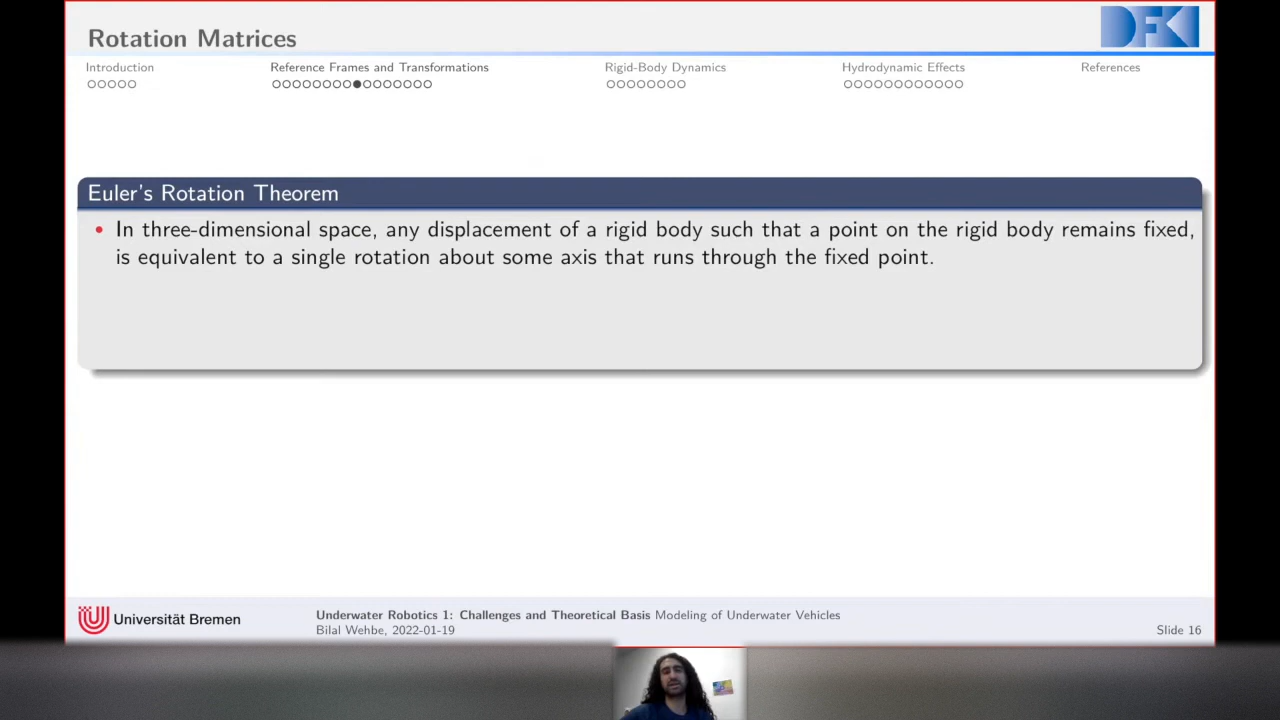 Rotation Matrices
DFKI
Introduction
Reference Frames and Transformations
Rigid-Body Dynamics
Hydrodynamic Effects
References
Euler's Rotation Theorem
• In three-dimensional space, any displacement of a rigid body such that a point on the rigid body remains fixed,
is equivalent to a single rotation about some axis that runs through the fixed point.
Universität Bremen
Underwater Robotics 1: Challenges and Theoretical Basis Modeling of Underwater Vehicles
Bilal Wehbe, 2022-01-19
Slide 16